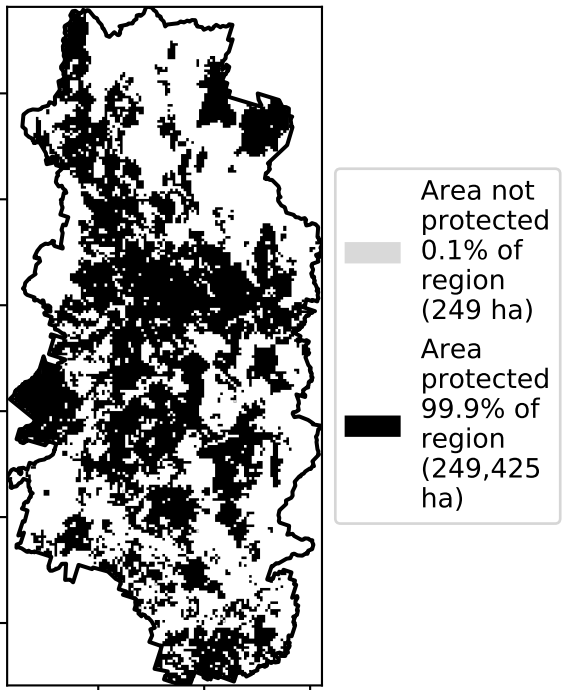 Area not
protected
0.1% of
region
(249 ha)
Area
protected
99.9% of
region
(249,425
ha)